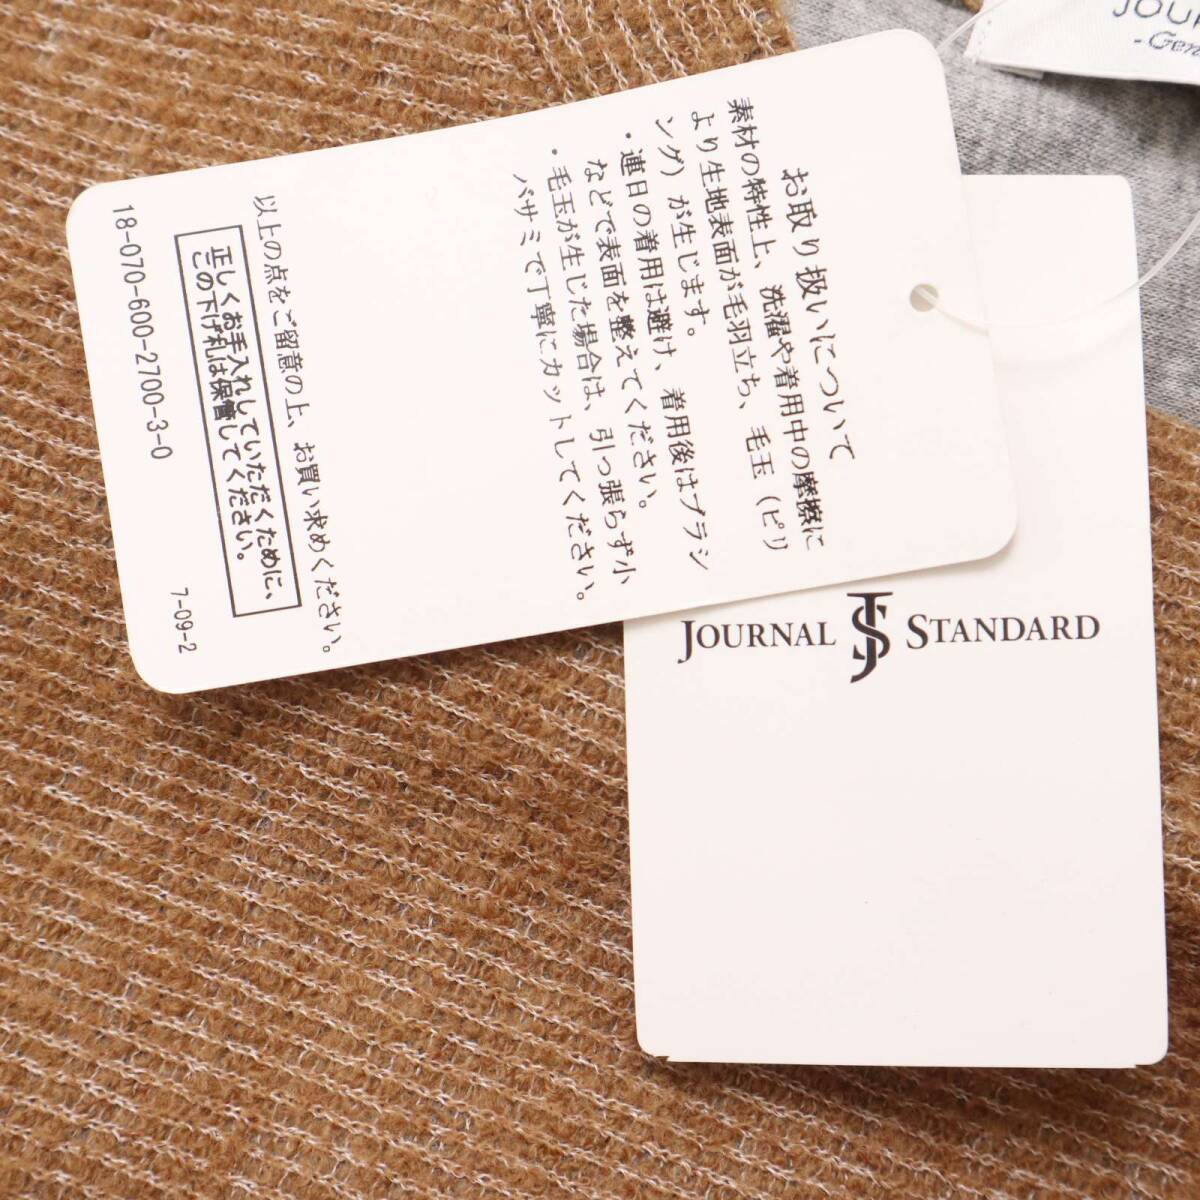 お取り扱いについて
素材の特性上、洗濯や着用中の摩擦に
より生地表面が毛羽立ち、毛玉（ピリ
ング）が生じます。
・連日の着用は避け、着用後はブラシ
などで表面を整えてください。
・毛玉が生じた場合は、引っ張らず小
バサミで丁寧にカットしてください。
以上の点をご留意の上、お買い求めください。
正しくお手入れしていただくために、
この下げ札は保管してください。
18-070-600-2700-3-0
7-09-2
JOURNAL JS STANDARD
JOUR
-Gen